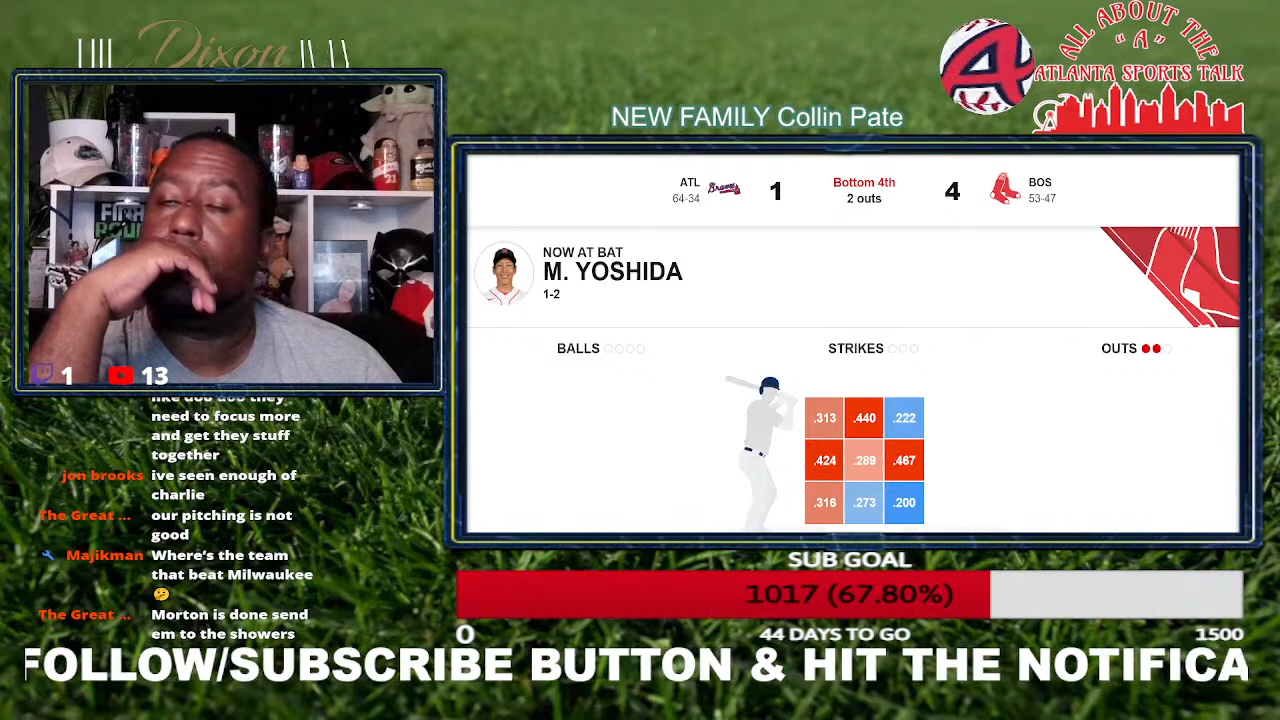 Dixon
ALL ABOUT THE
"A"
ATLANTA SPORTS TALK
NEW FAMILY Collin Pate
ATL
64-34
Braves
1
Bottom 4th
2 outs
4
BOS
53-47
NOW AT BAT
M. YOSHIDA
1-2
BALLS
STRIKES
OUTS
.313 .440 .222
.424 .289 .467
.316 .273 .200
21
1
13
need to focus more
and get they stuff
together
jon brooks ive seen enough of
charlie
The Great ... our pitching is not
good
Majikman Where's the team
that beat Milwaukee
🤔
The Great ... Morton is done send
em to the showers
SUB GOAL
1017 (67.80%)
0
44 DAYS TO GO
1500
FOLLOW/SUBSCRIBE BUTTON & HIT THE NOTIFICA